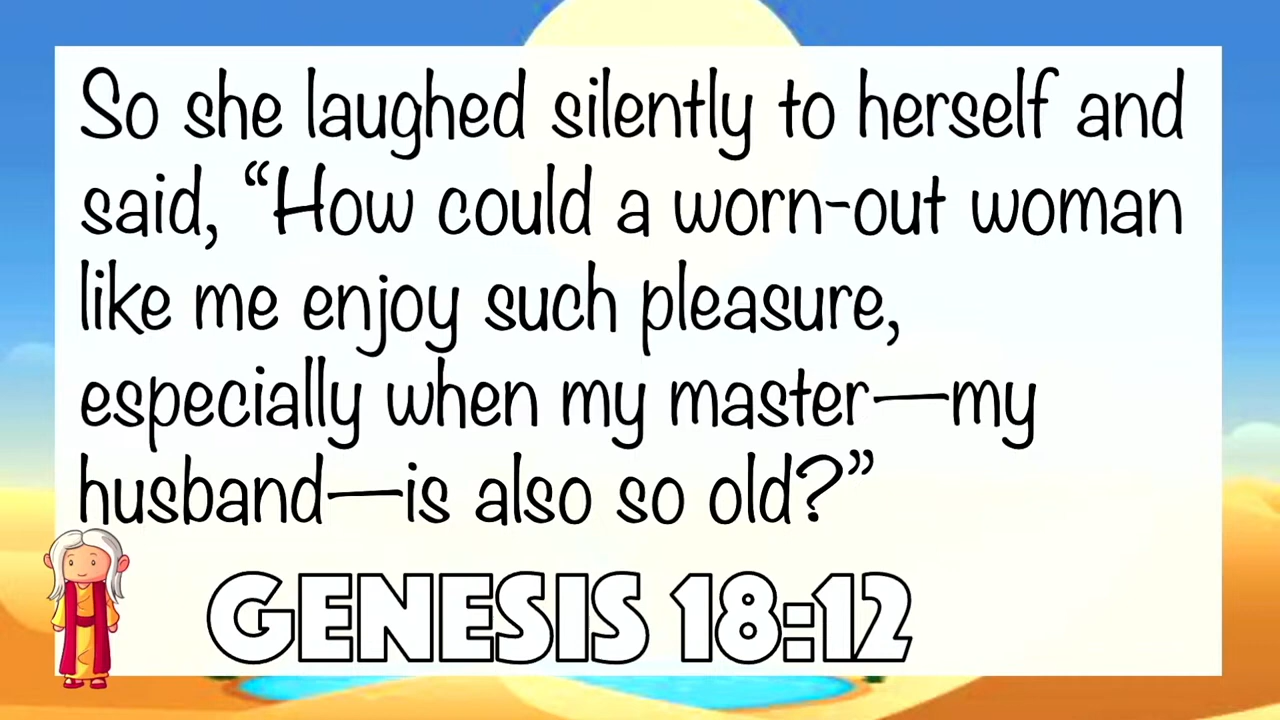 So she laughed silently to herself and
said, “How could a worn-out woman
like me enjoy such pleasure,
especially when my master—my
husband—is also so old?”
GENESIS 18:12